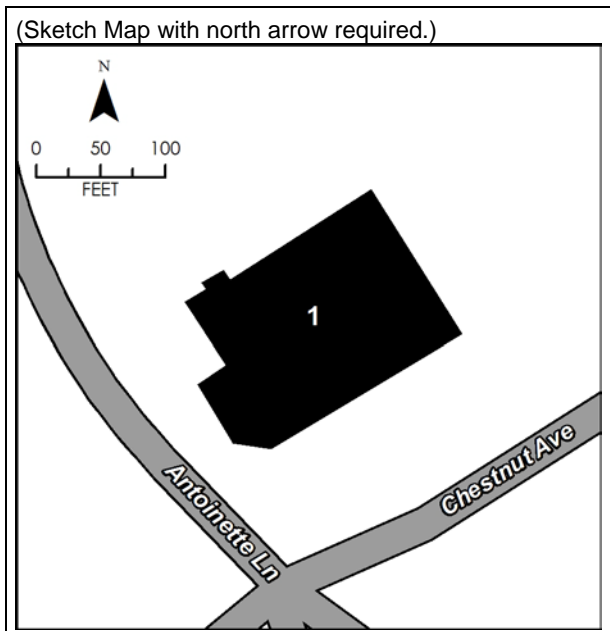 (Sketch Map with north arrow required.)
N
0 50 100
FEET
1
Antoinette Ln
Chestnut Ave